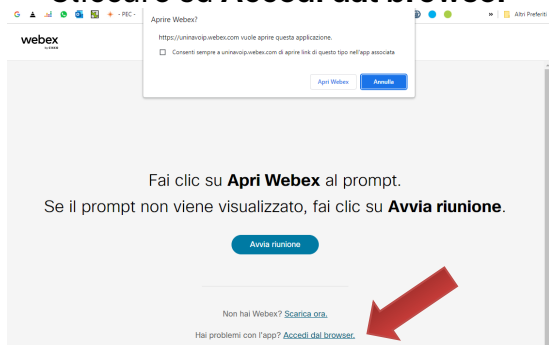 Cliccare su Accedi dal browser
- PEC -
» Altri Preferiti
webex
by CISCO
Aprire Webex?
https://uninavoip.webex.com vuole aprire questa applicazione.
Consenti sempre a uninavoip.webex.com di aprire link di questo tipo nell'app associata
Apri Webex Annulla
Fai clic su Apri Webex al prompt.
Se il prompt non viene visualizzato, fai clic su Avvia riunione.
Avvia riunione
Non hai Webex? Scarica ora.
Hai problemi con l'app? Accedi dal browser.